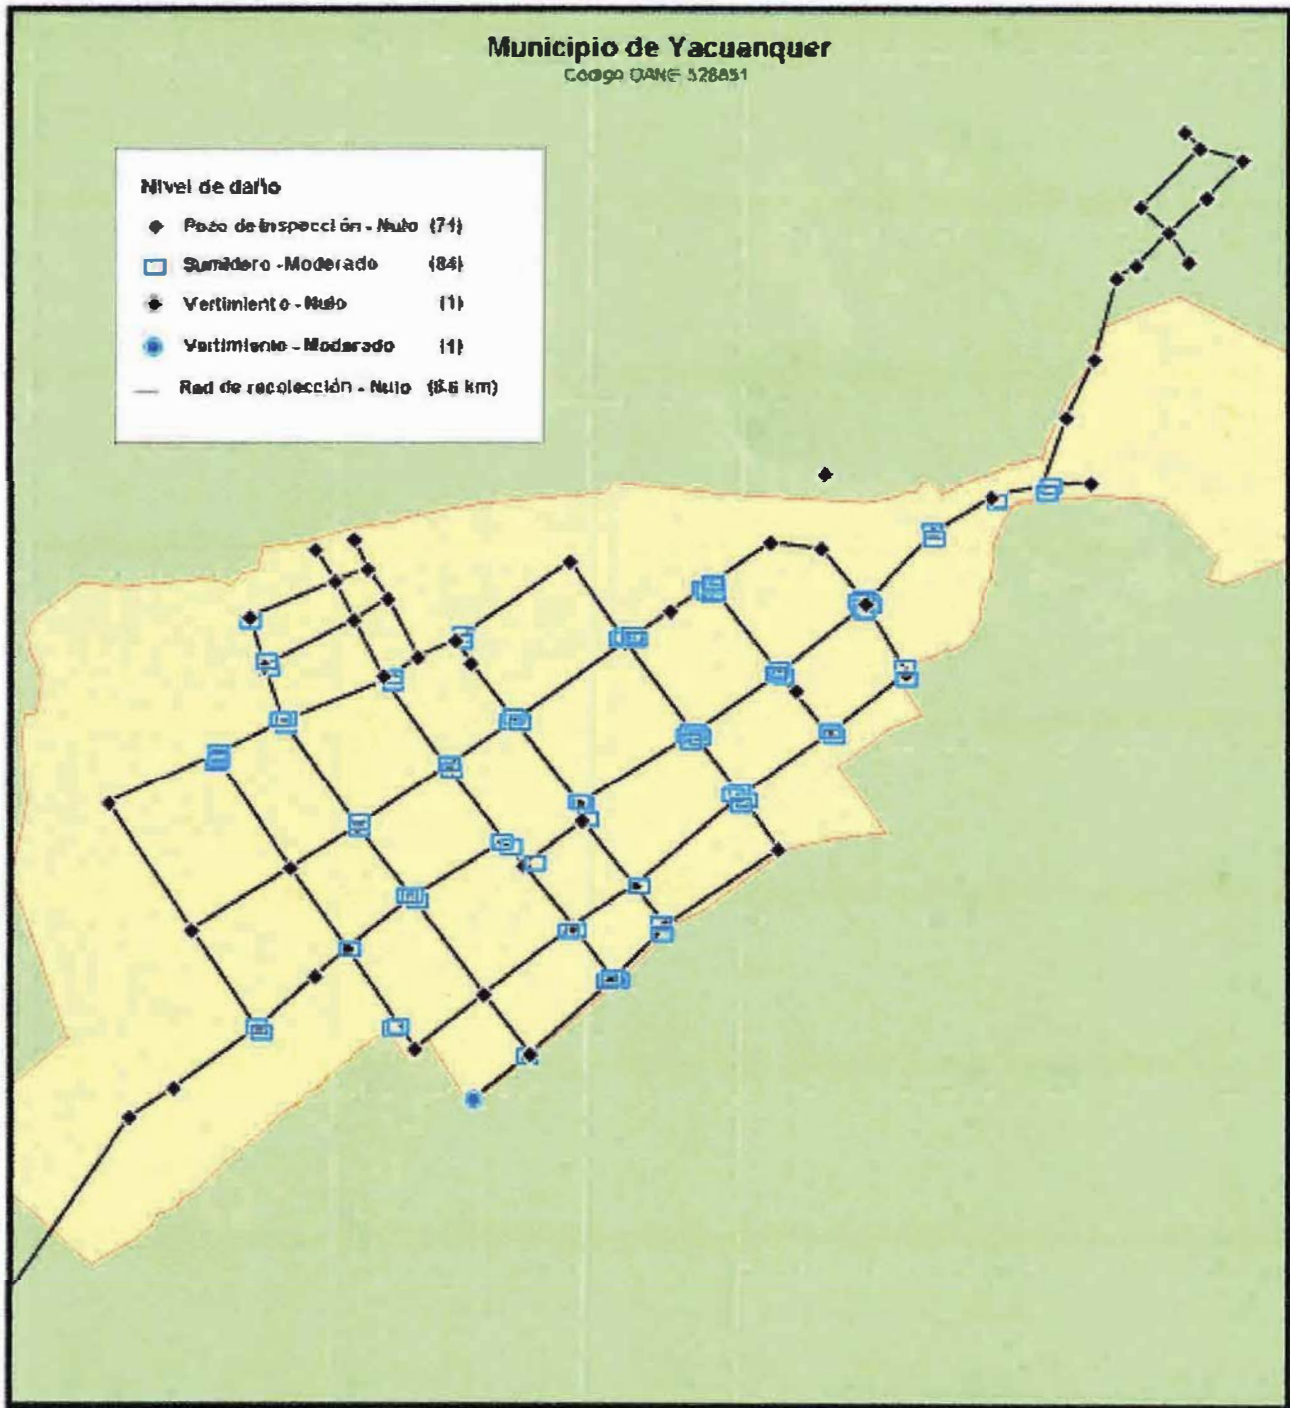 Municipio de Yacuanquer
Código DANE 528851
Nivel de daño
Pozo de inspección - Nulo (71)
Sumidero - Moderado (84)
Vertimiento - Nulo (1)
Vertimiento - Moderado (1)
Red de recolección - Nulo